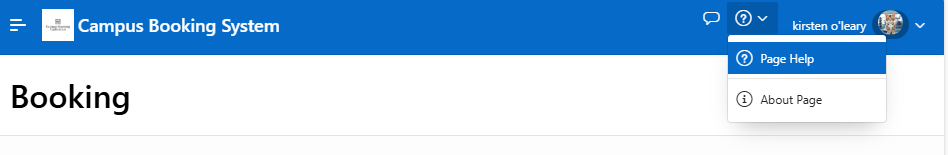 Campus Booking System
kirsten o'leary
Page Help
Booking
About Page